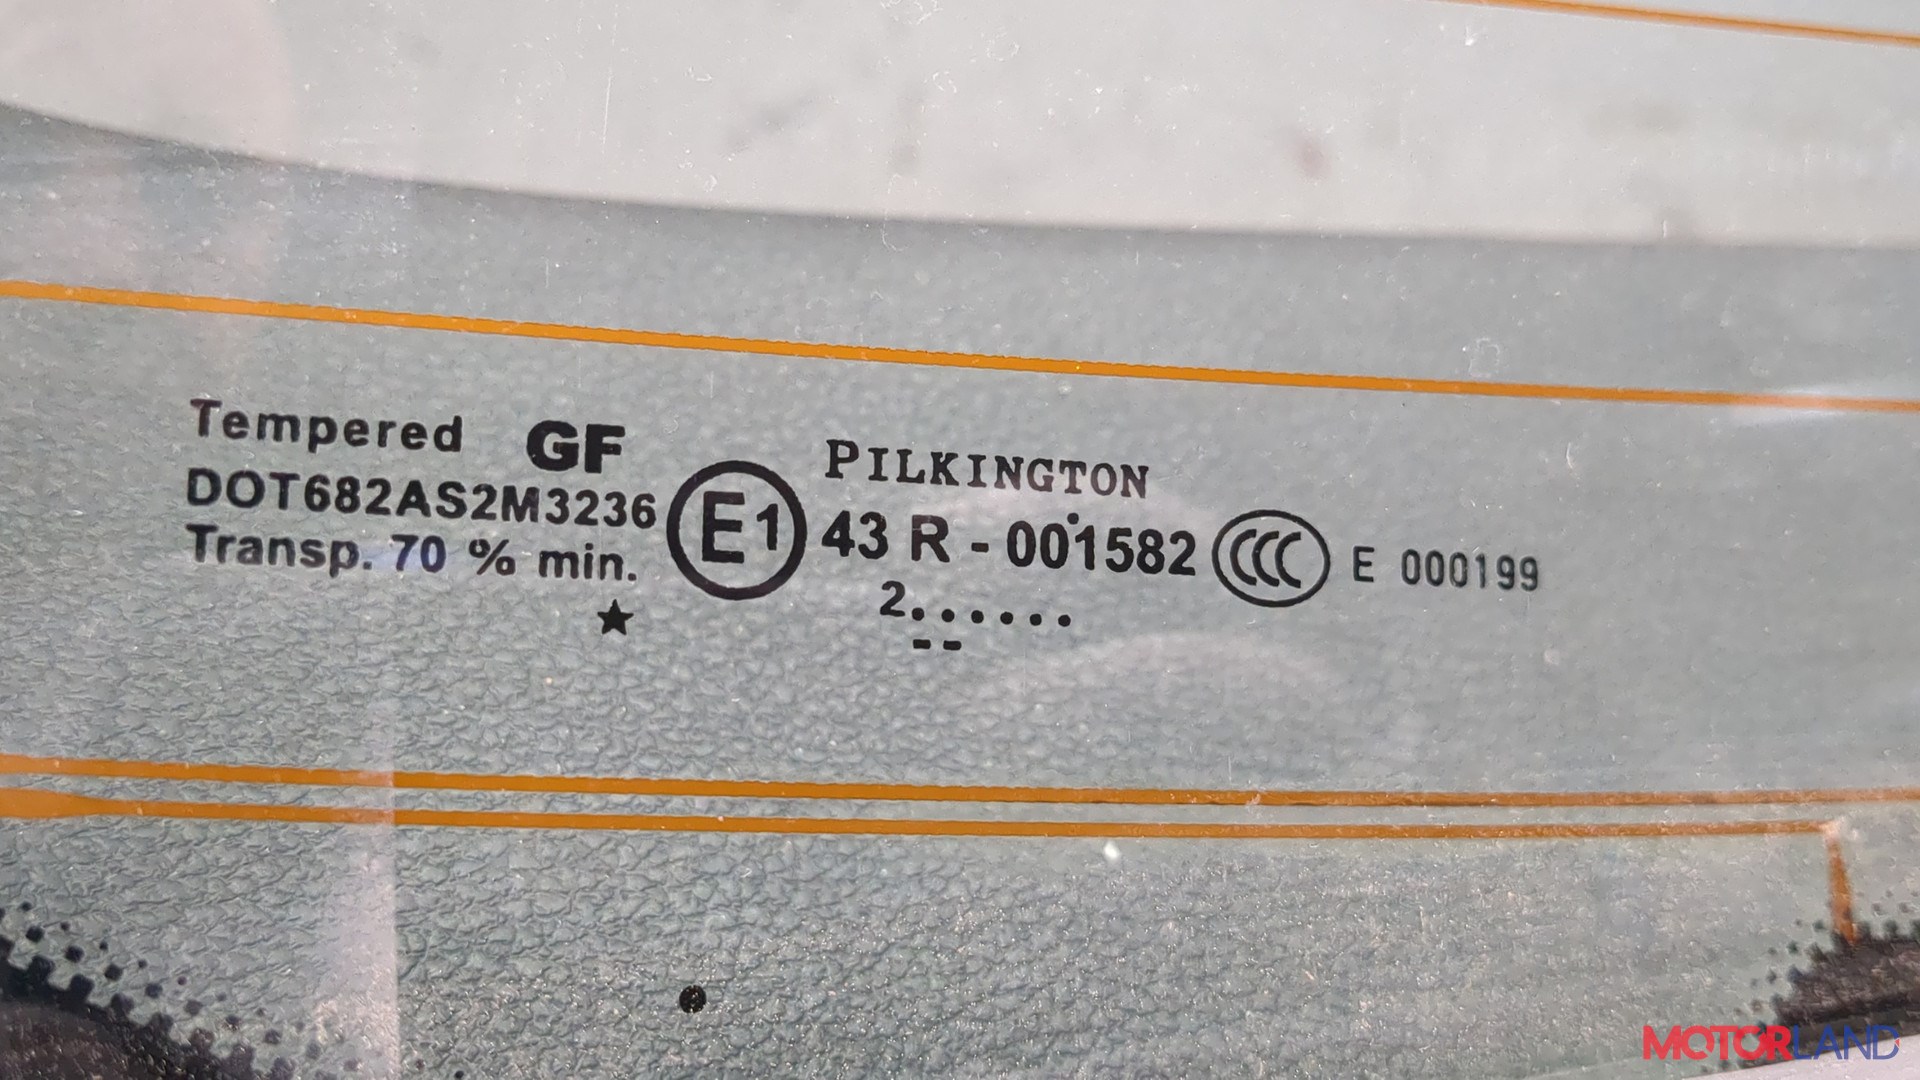 Tempered GF
DOT682AS2M3236
Transp. 70 % min.
★
E1
PILKINGTON
43 R - 001582
2......
--
CCC E 000199
MOTORLAND